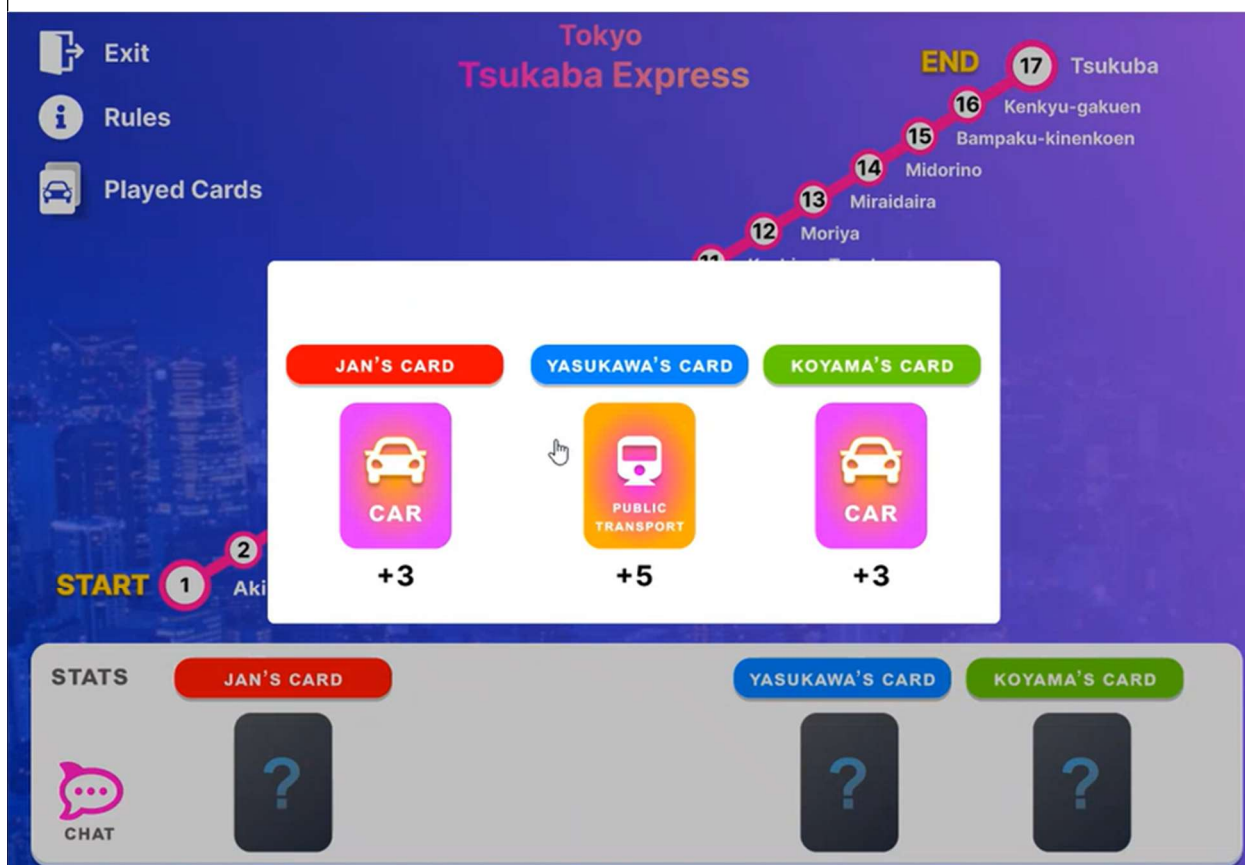 Exit
Rules
Played Cards
Tokyo
Tsukaba Express
END
17 Tsukuba
16 Kenkyu-gakuen
15 Bampaku-kinenkoen
14 Midorino
13 Miraidaira
12 Moriya
11
JAN'S CARD
YASUKAWA'S CARD
KOYAMA'S CARD
CAR
PUBLIC
TRANSPORT
CAR
+3
+5
+3
2
START 1
Aki
STATS
JAN'S CARD
YASUKAWA'S CARD
KOYAMA'S CARD
?
?
?
CHAT